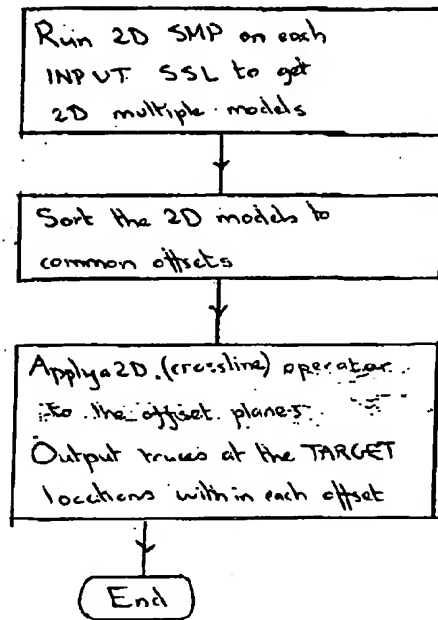 Run 2D SMP on each
INPUT SSL to get
2D multiple models
Sort the 2D models to
common offsets
Apply a 2D (crossline) operator
to the offset planes
Output traces at the TARGET
locations within each offset
End